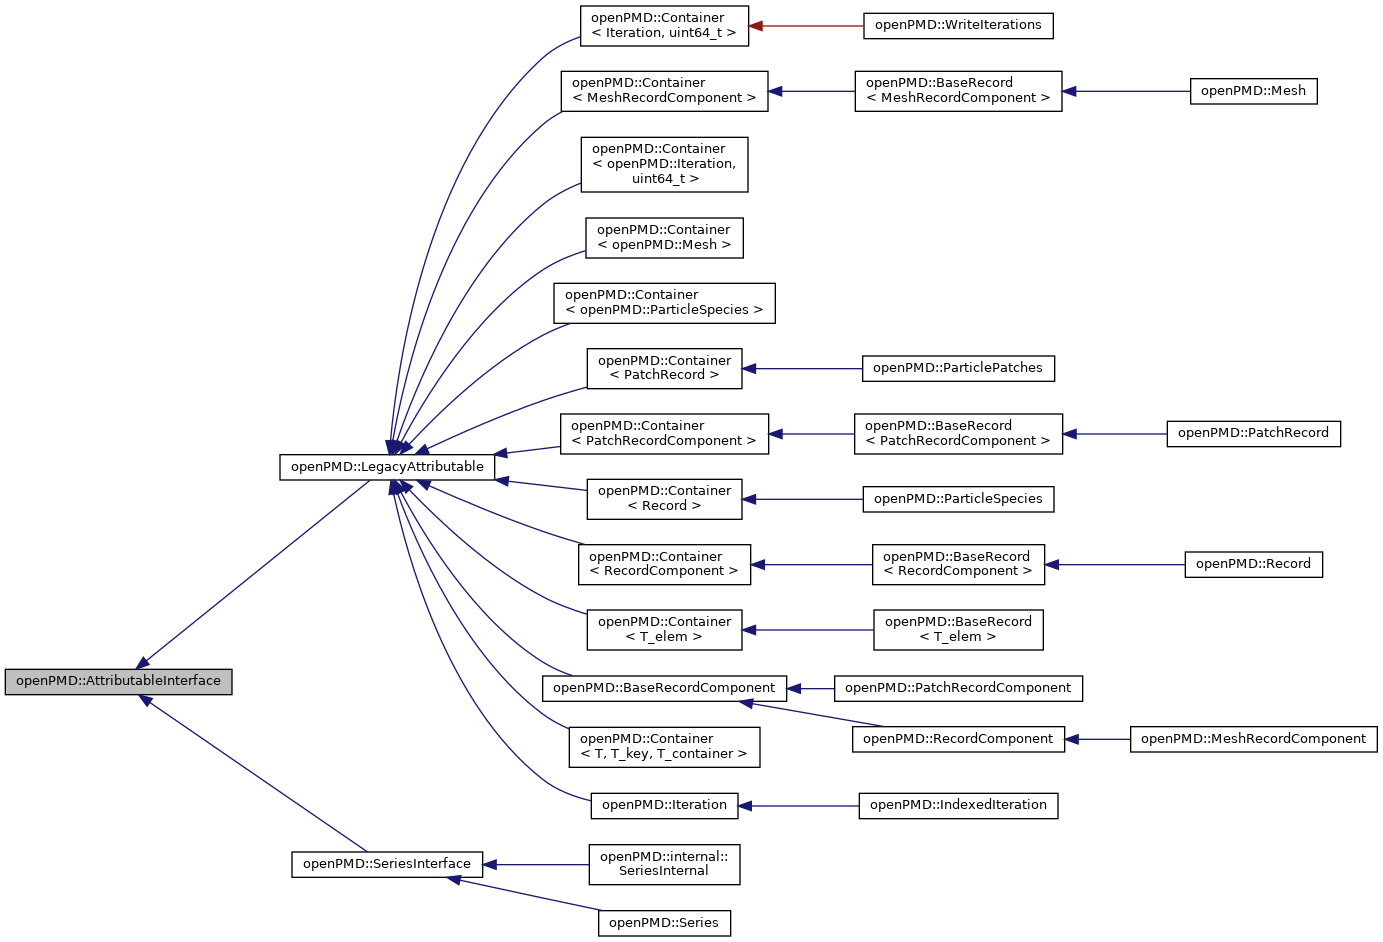 openPMD::Container
< Iteration, uint64_t >
openPMD::WriteIterations
openPMD::Container
< MeshRecordComponent >
openPMD::BaseRecord
< MeshRecordComponent >
openPMD::Mesh
openPMD::Container
< openPMD::Iteration,
uint64_t >
openPMD::Container
< openPMD::Mesh >
openPMD::Container
< openPMD::ParticleSpecies >
openPMD::Container
< PatchRecord >
openPMD::ParticlePatches
openPMD::Container
< PatchRecordComponent >
openPMD::BaseRecord
< PatchRecordComponent >
openPMD::PatchRecord
openPMD::LegacyAttributable
openPMD::Container
< Record >
openPMD::ParticleSpecies
openPMD::Container
< RecordComponent >
openPMD::BaseRecord
< RecordComponent >
openPMD::Record
openPMD::Container
< T_elem >
openPMD::BaseRecord
< T_elem >
openPMD::AttributableInterface
openPMD::BaseRecordComponent
openPMD::PatchRecordComponent
openPMD::Container
< T, T_key, T_container >
openPMD::RecordComponent
openPMD::MeshRecordComponent
openPMD::Iteration
openPMD::IndexedIteration
openPMD::SeriesInterface
openPMD::internal::
SeriesInternal
openPMD::Series